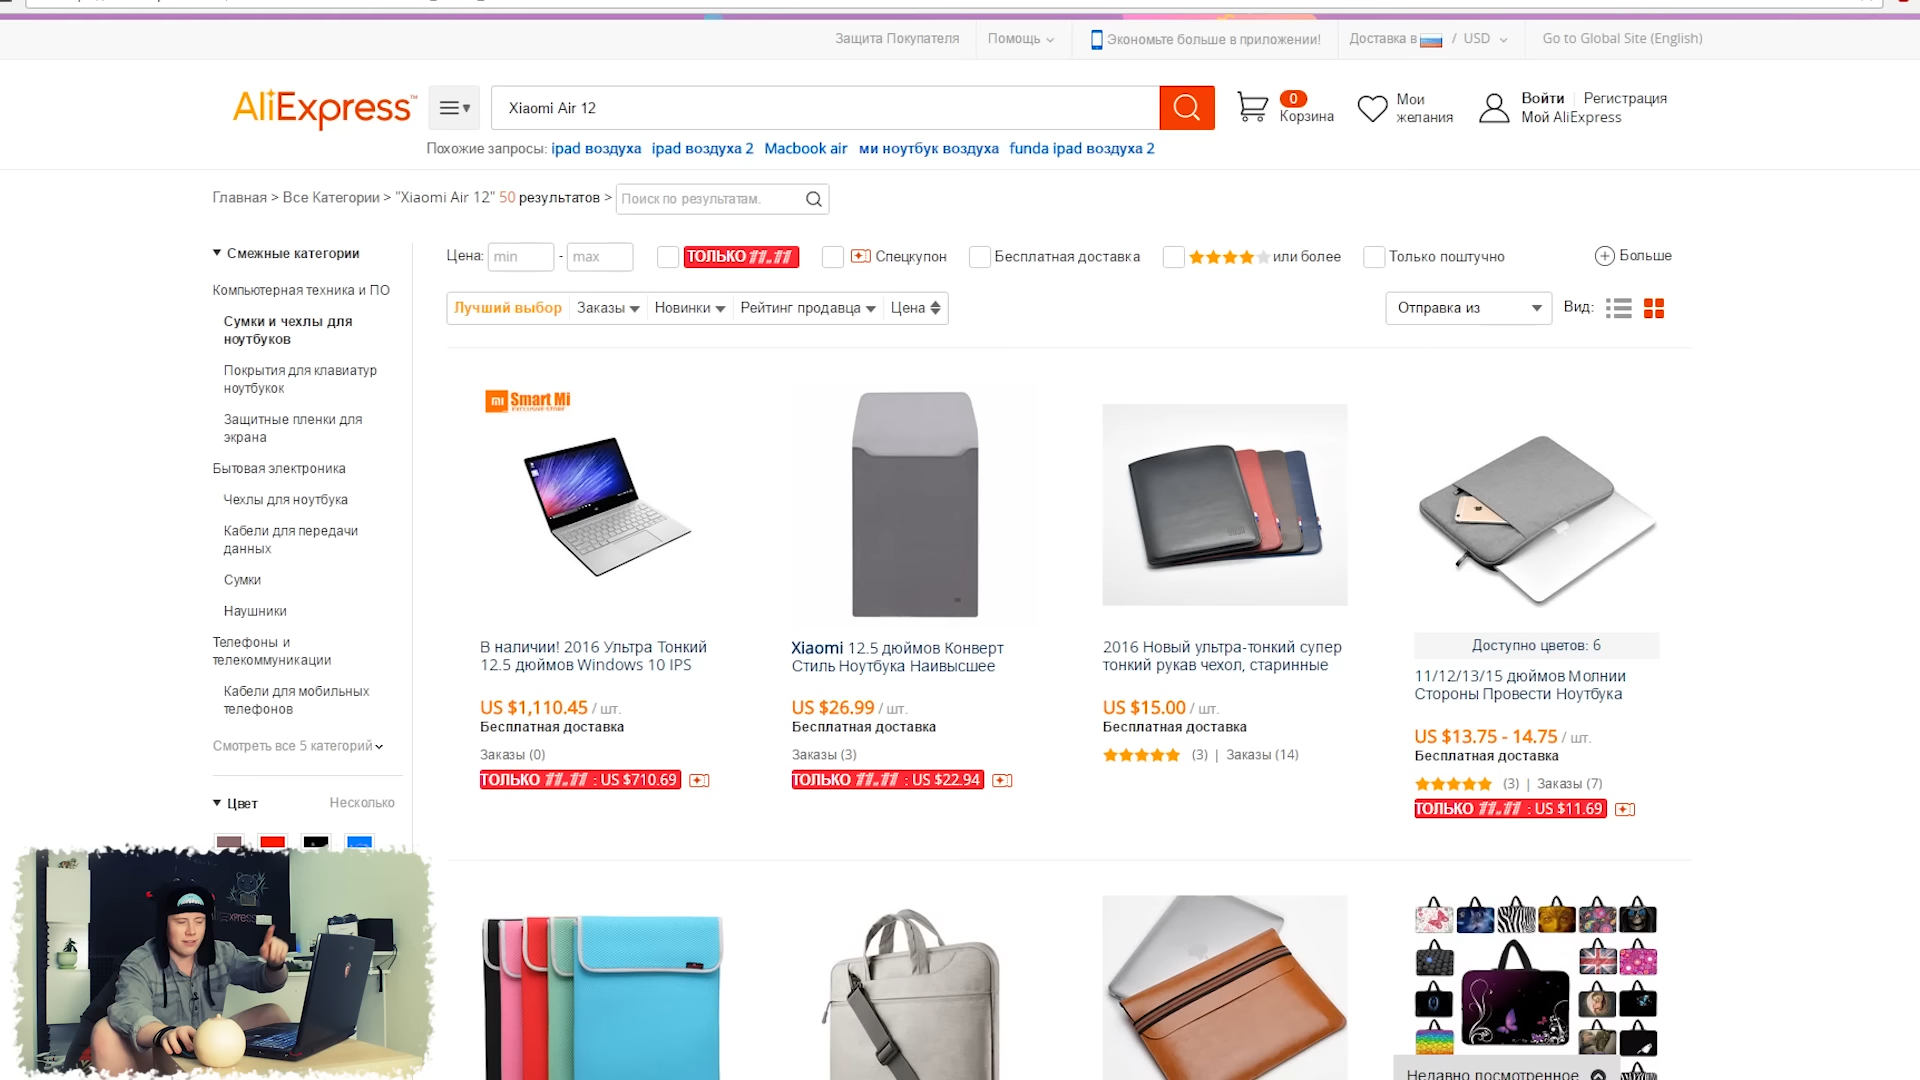 Защита Покупателя
Помощь
Экономьте больше в приложении!
Доставка в / USD
Go to Global Site (English)
AliExpress™
Xiaomi Air 12
0
Корзина
Мои желания
Войти | Регистрация
Мой AliExpress
Похожие запросы: ipad воздуха ipad воздуха 2 Macbook air ми ноутбук воздуха funda ipad воздуха 2
Главная > Все Категории > "Xiaomi Air 12" 50 результатов >
Поиск по результатам.
Смежные категории
Компьютерная техника и ПО
Сумки и чехлы для
ноутбуков
Покрытия для клавиатур
ноутбукок
Защитные пленки для
экрана
Бытовая электроника
Чехлы для ноутбука
Кабели для передачи
данных
Сумки
Наушники
Телефоны и
телекоммуникации
Кабели для мобильных
телефонов
Смотреть все 5 категорий
Цвет
Несколько
Цена: min - max
ТОЛЬКО 11.11
Спецкупон
Бесплатная доставка
или более
Только поштучно
Больше
Лучший выбор
Заказы
Новинки
Рейтинг продавца
Цена
Отправка из
Вид:
mi Smart Mi
EXCLUSIVE STORE
В наличии! 2016 Ультра Тонкий
12.5 дюймов Windows 10 IPS
US $1,110.45 / шт.
Бесплатная доставка
Заказы (0)
ТОЛЬКО 11.11 : US $710.69
Xiaomi 12.5 дюймов Конверт
Стиль Ноутбука Наивысшее
US $26.99 / шт.
Бесплатная доставка
Заказы (3)
ТОЛЬКО 11.11 : US $22.94
2016 Новый ультра-тонкий супер
тонкий рукав чехол, старинные
US $15.00 / шт.
Бесплатная доставка
(3) | Заказы (14)
Доступно цветов: 6
11/12/13/15 дюймов Молнии
Стороны Провести Ноутбука
US $13.75 - 14.75 / шт.
Бесплатная доставка
(3) | Заказы (7)
ТОЛЬКО 11.11 : US $11.69
Недавно посмотренное